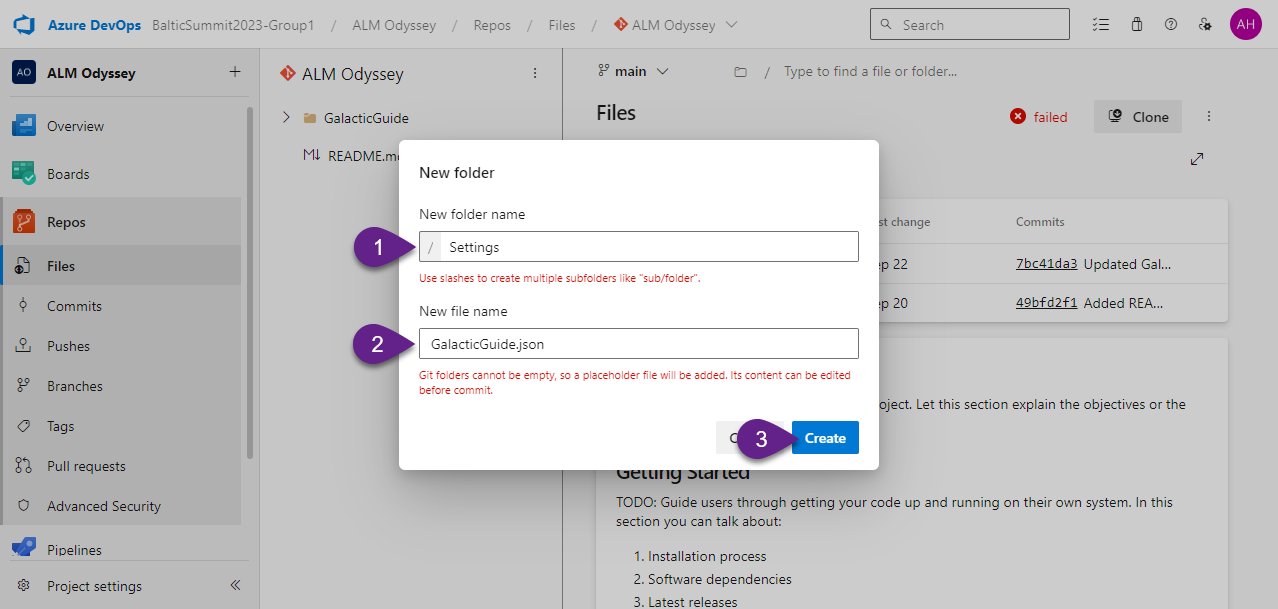 Azure DevOps BalticSummit2023-Group1 / ALM Odyssey / Repos / Files / ALM Odyssey
Search
AH
AO ALM Odyssey +
Overview
Boards
Repos
Files
Commits
Pushes
Branches
Tags
Pull requests
Advanced Security
Pipelines
Project settings
ALM Odyssey
GalacticGuide
M↓ README.m
main
/ Type to find a file or folder...
Files
failed
Clone
st change Commits
ep 22 7bc41da3 Updated Gal...
ep 20 49bfd2f1 Added REA...
New folder
New folder name
1 / Settings
Use slashes to create multiple subfolders like "sub/folder".
New file name
2 GalacticGuide.json
Git folders cannot be empty, so a placeholder file will be added. Its content can be edited
before commit.
3 Create
oject. Let this section explain the objectives or the
Getting Started
TODO: Guide users through getting your code up and running on their own system. In this
section you can talk about:
1. Installation process
2. Software dependencies
3. Latest releases